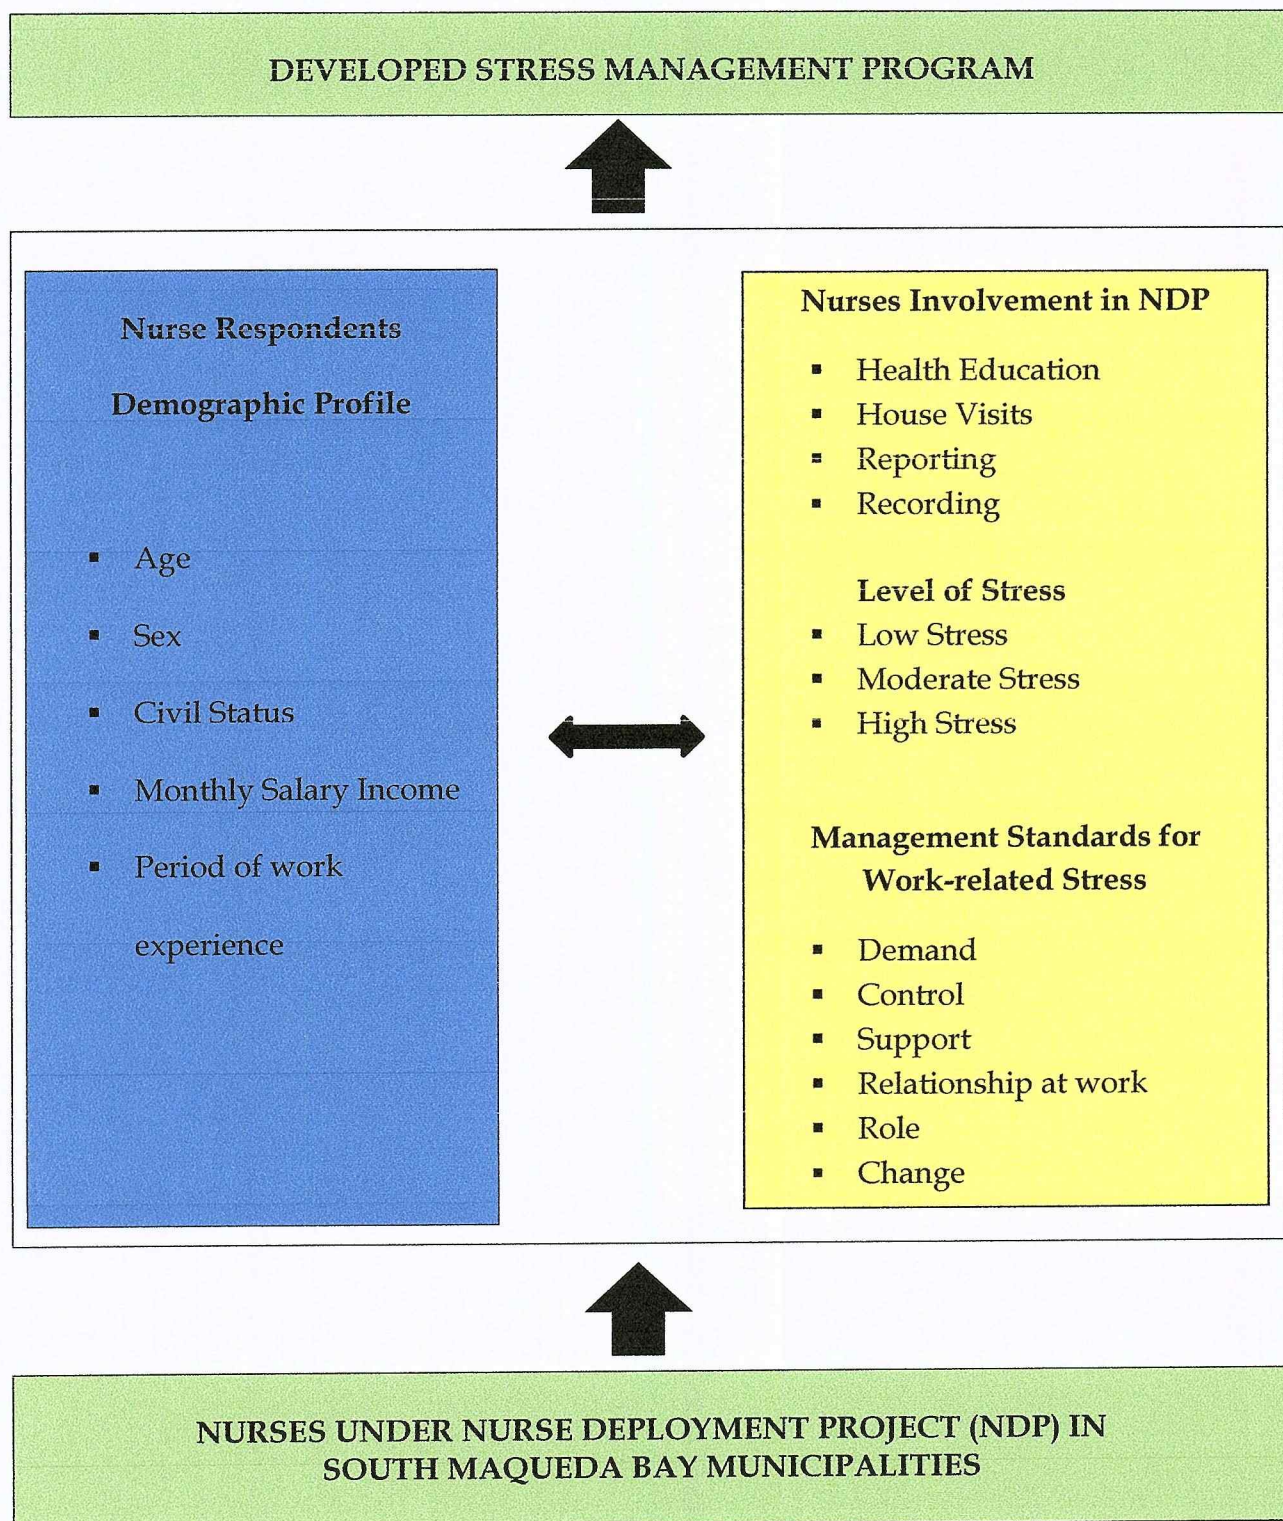 DEVELOPED STRESS MANAGEMENT PROGRAM
Nurse Respondents
Demographic Profile
▪ Age
▪ Sex
▪ Civil Status
▪ Monthly Salary Income
▪ Period of work
experience
Nurses Involvement in NDP
▪ Health Education
▪ House Visits
▪ Reporting
▪ Recording
Level of Stress
▪ Low Stress
▪ Moderate Stress
▪ High Stress
Management Standards for
Work-related Stress
▪ Demand
▪ Control
▪ Support
▪ Relationship at work
▪ Role
▪ Change
NURSES UNDER NURSE DEPLOYMENT PROJECT (NDP) IN
SOUTH MAQUEDA BAY MUNICIPALITIES